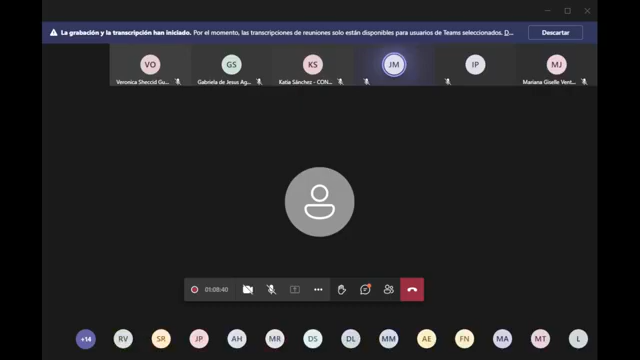 La grabación y la transcripción han iniciado. Por el momento, las transcripciones de reuniones solo están disponibles para usuarios de Teams seleccionados. D...
Descartar
VO
GS
KS
JM
IP
MJ
Veronica Sheccid Gu...
Gabriela de Jesus Ag...
Katia Sánchez - CON...
Mariana Giselle Vent...
01:08:40
+14
RV
SR
JP
AH
MR
DS
DL
MM
AE
FN
MA
MT
L